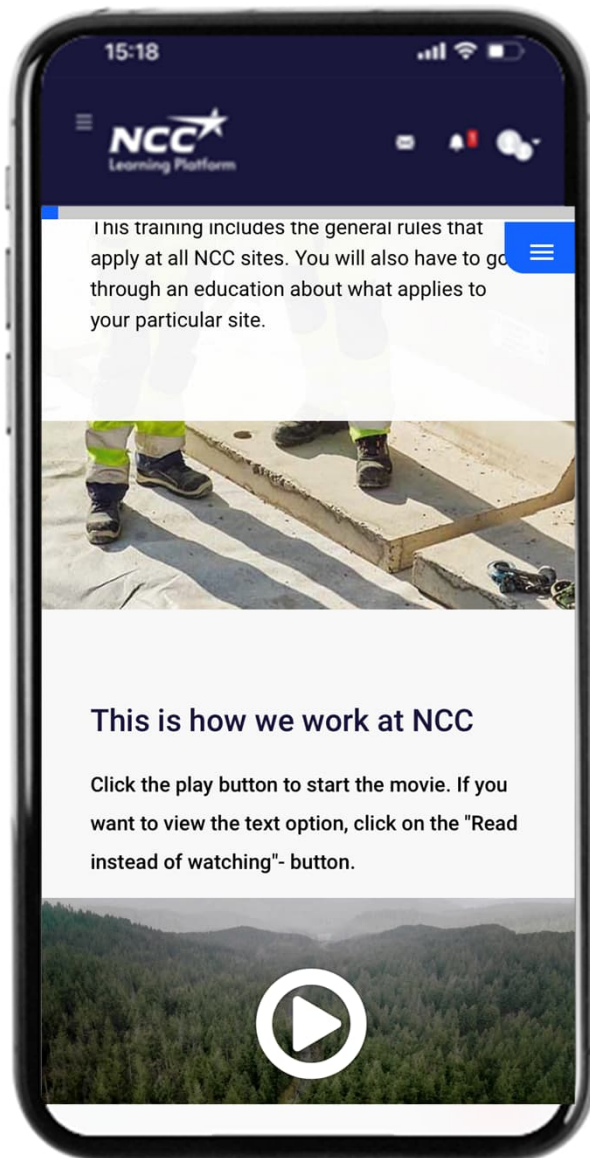 15:18
NCC
Learning Platform
This training includes the general rules that
apply at all NCC sites. You will also have to go
through an education about what applies to
your particular site.
This is how we work at NCC
Click the play button to start the movie. If you
want to view the text option, click on the "Read
instead of watching"- button.